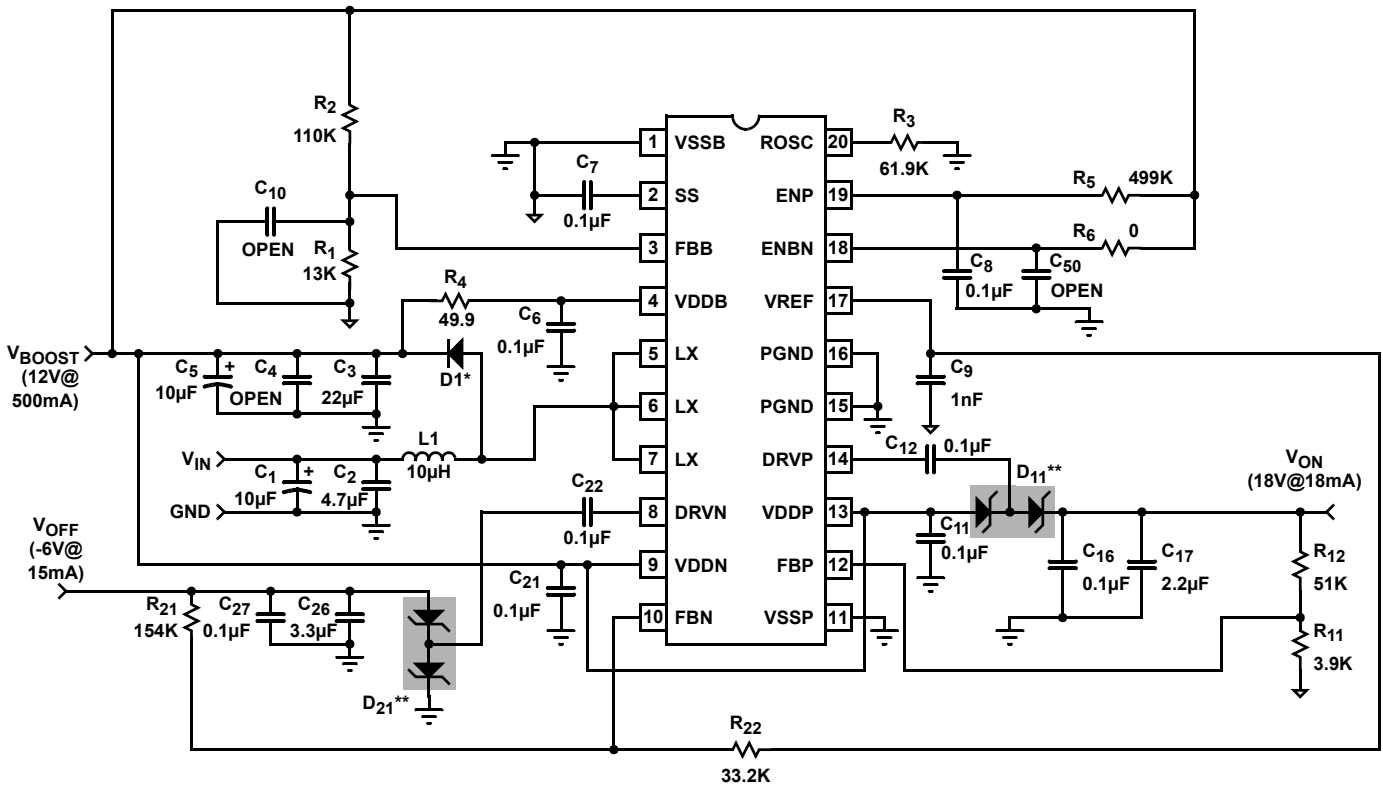 R2
110K
C10
OPEN
R1
13K
R4
49.9
C6
0.1µF
C7
0.1µF
VBOOST
(12V@
500mA)
C5
10µF
+
C4
OPEN
C3
22µF
D1*
VIN
GND
C1
10µF
+
C2
4.7µF
L1
10µH
C22
0.1µF
C21
0.1µF
VOFF
(-6V@
15mA)
R21
154K
C27
0.1µF
C26
3.3µF
D21**
1 VSSB
2 SS
3 FBB
4 VDDB
5 LX
6 LX
7 LX
8 DRVN
9 VDDN
10 FBN
ROSC 20
ENP 19
ENBN 18
VREF 17
PGND 16
PGND 15
DRVP 14
VDDP 13
FBP 12
VSSP 11
R3
61.9K
R5 499K
R6 0
C8
0.1µF
C50
OPEN
C9
1nF
C12 0.1µF
D11**
C11
0.1µF
VON
(18V@18mA)
C16
0.1µF
C17
2.2µF
R12
51K
R11
3.9K
R22
33.2K